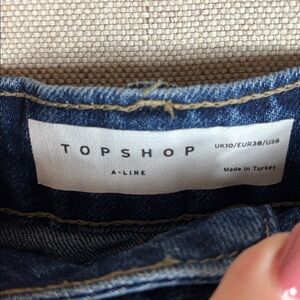 TOPSHOP
A-LINE
UK10/EUR38/US6
Made in Turkey